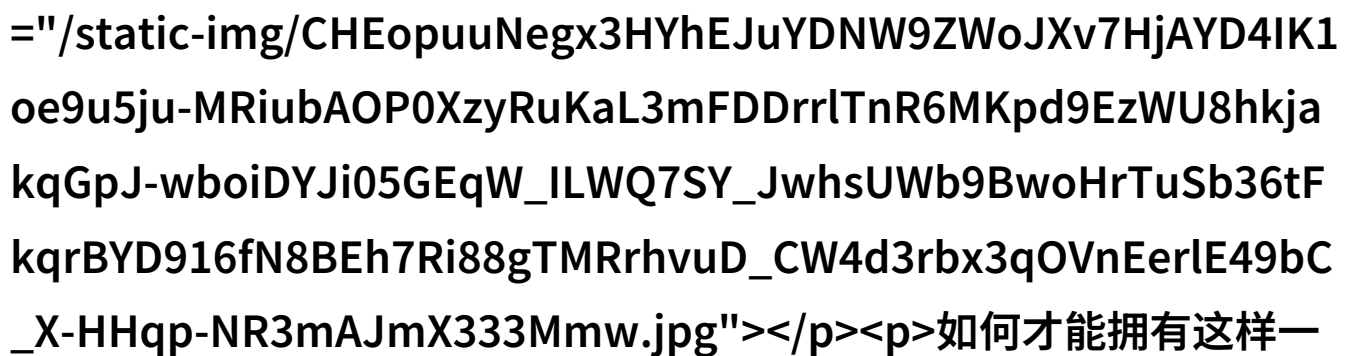 ="/static-img/CHEopuuNegx3HYhEJuYDNW9ZWoJXv7HjAYD4IK1
oe9u5ju-MRiubAOP0XzyRuKaL3mFDDrrlTnR6MKpd9EzWU8hkja
kqGpJ-wboiDYJi05GEqW_ILWQ7SY_JwhsUWb9BwoHrTuSb36tF
kqrBYD916fN8BEh7Ri88gTMRrhvuD_CW4d3rbx3qOVnEerlE49bC
_X-HHqp-NR3mAJmX333Mmw.jpg"></p><p>如何才能拥有这样一